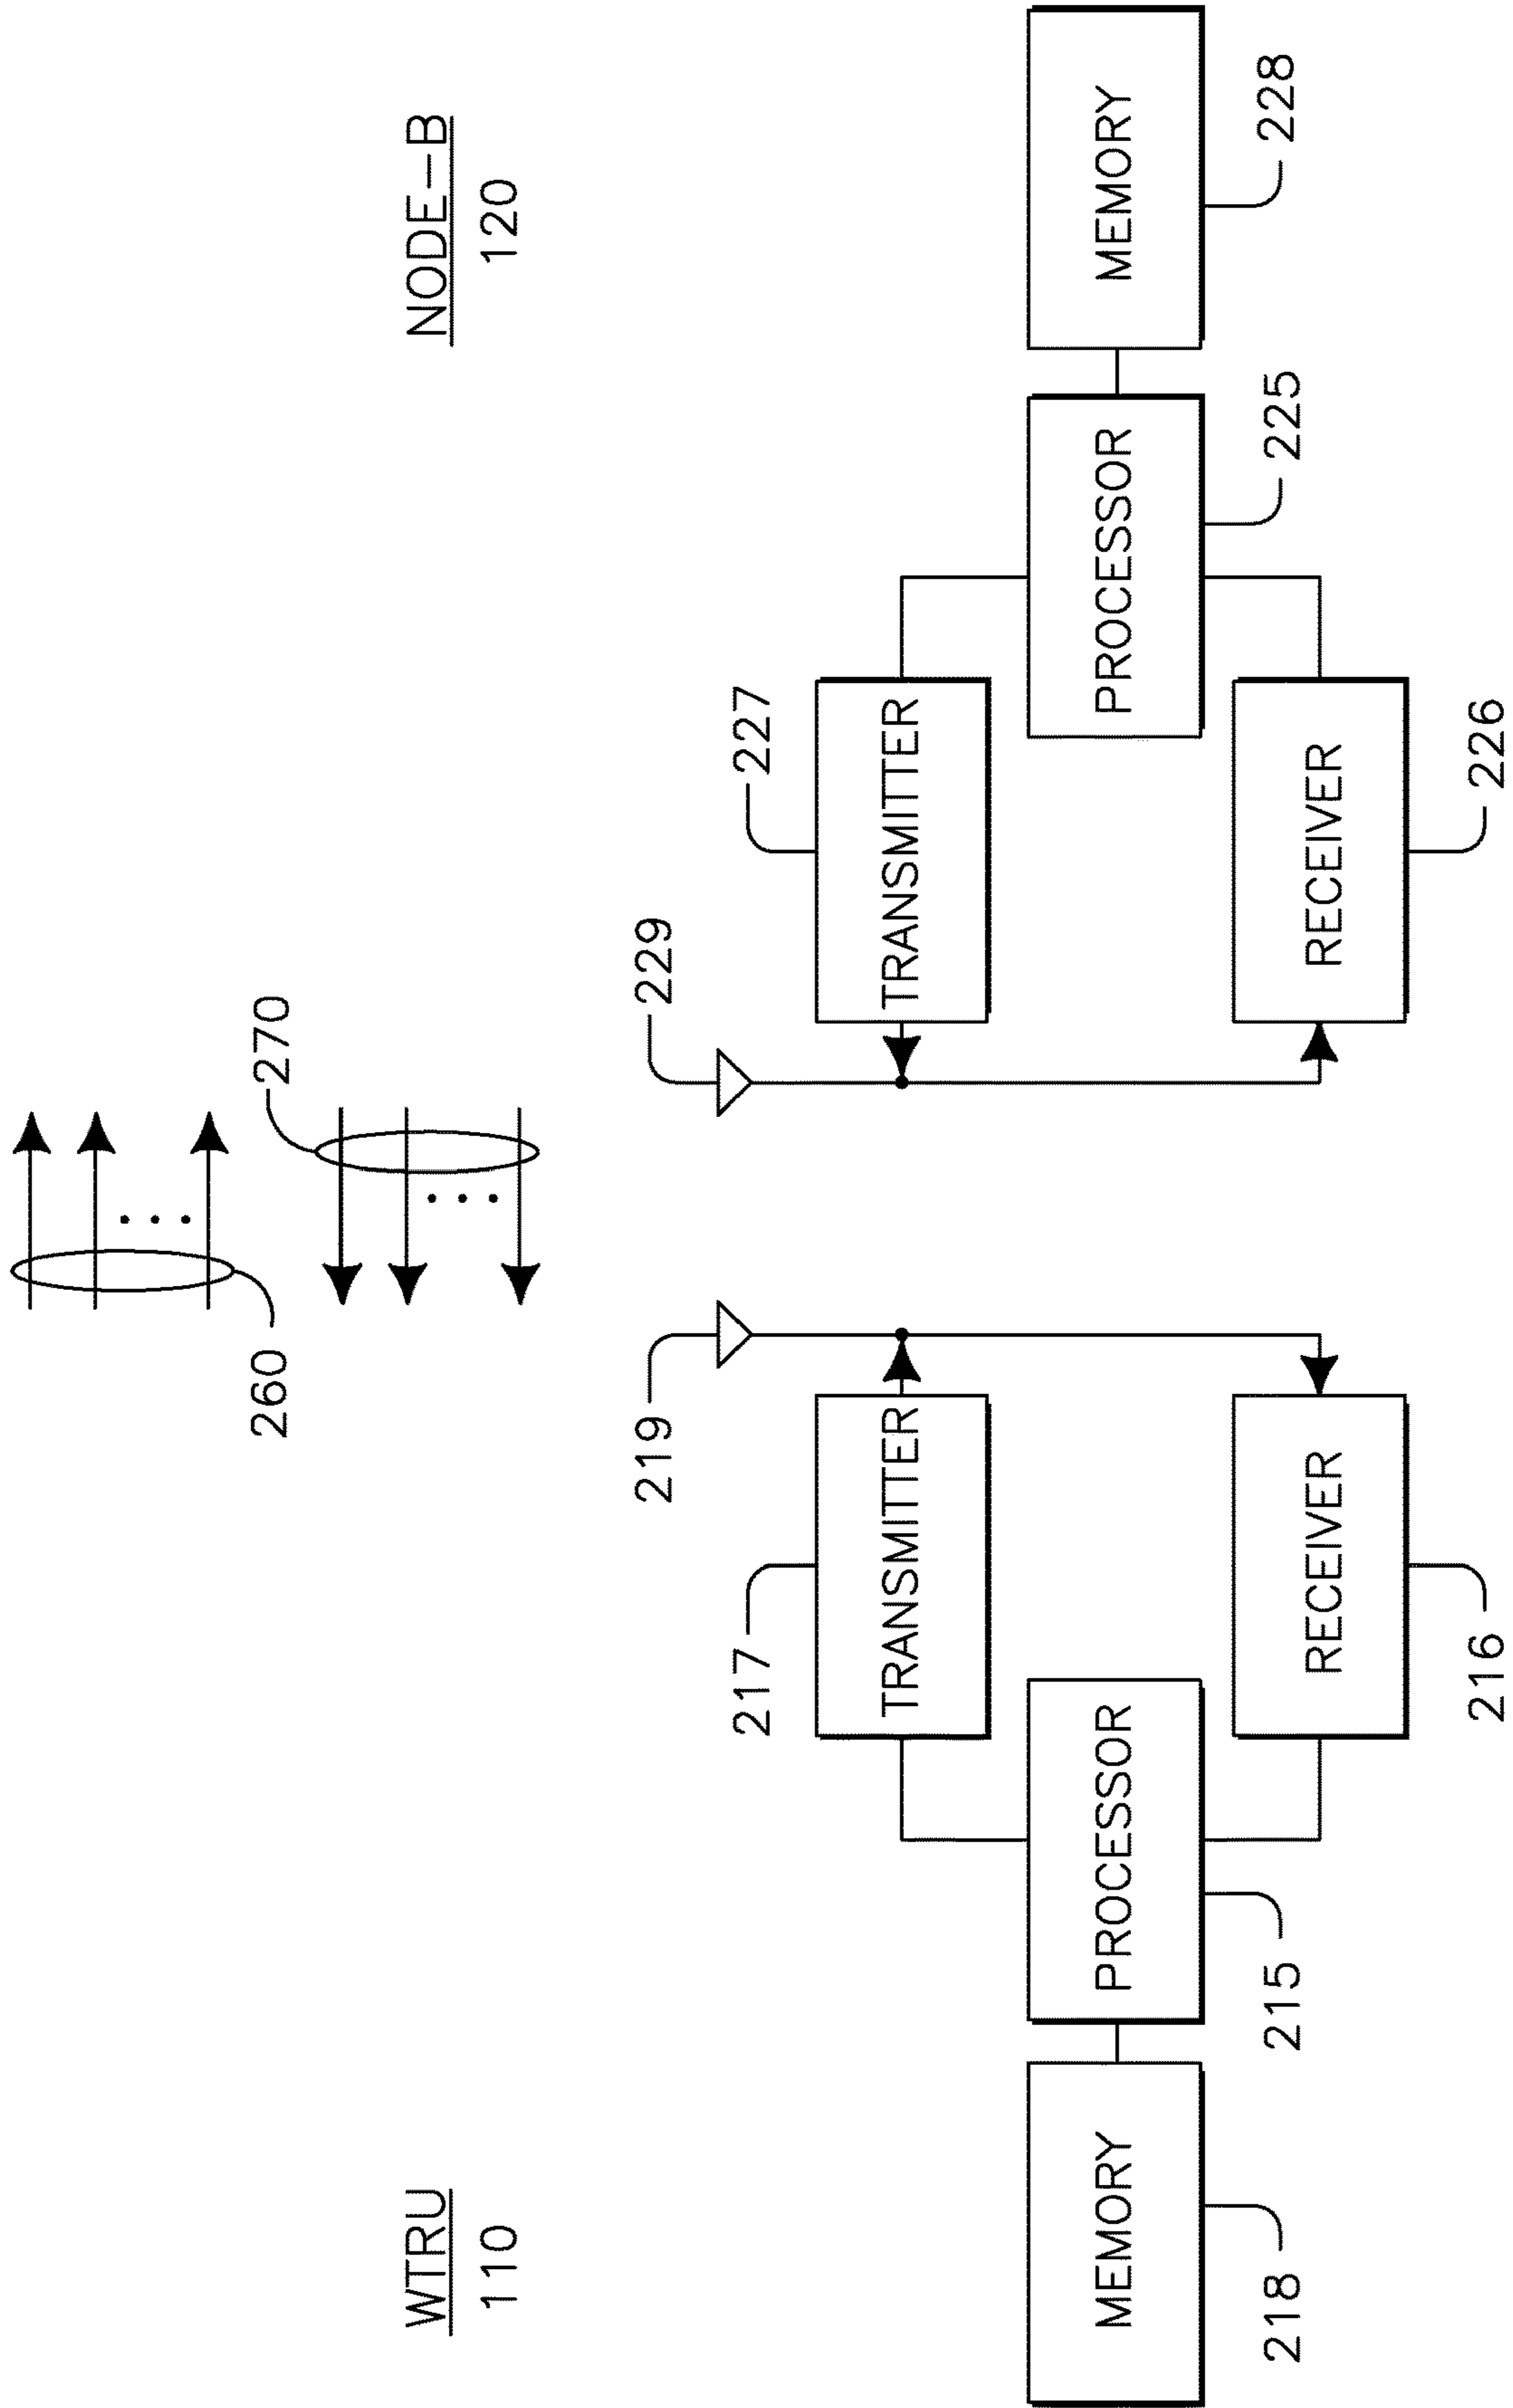 WTRU
110
NODE-B
120
260
270
219
229
217
TRANSMITTER
227
TRANSMITTER
MEMORY
218
PROCESSOR
215
PROCESSOR
225
MEMORY
228
RECEIVER
216
RECEIVER
226